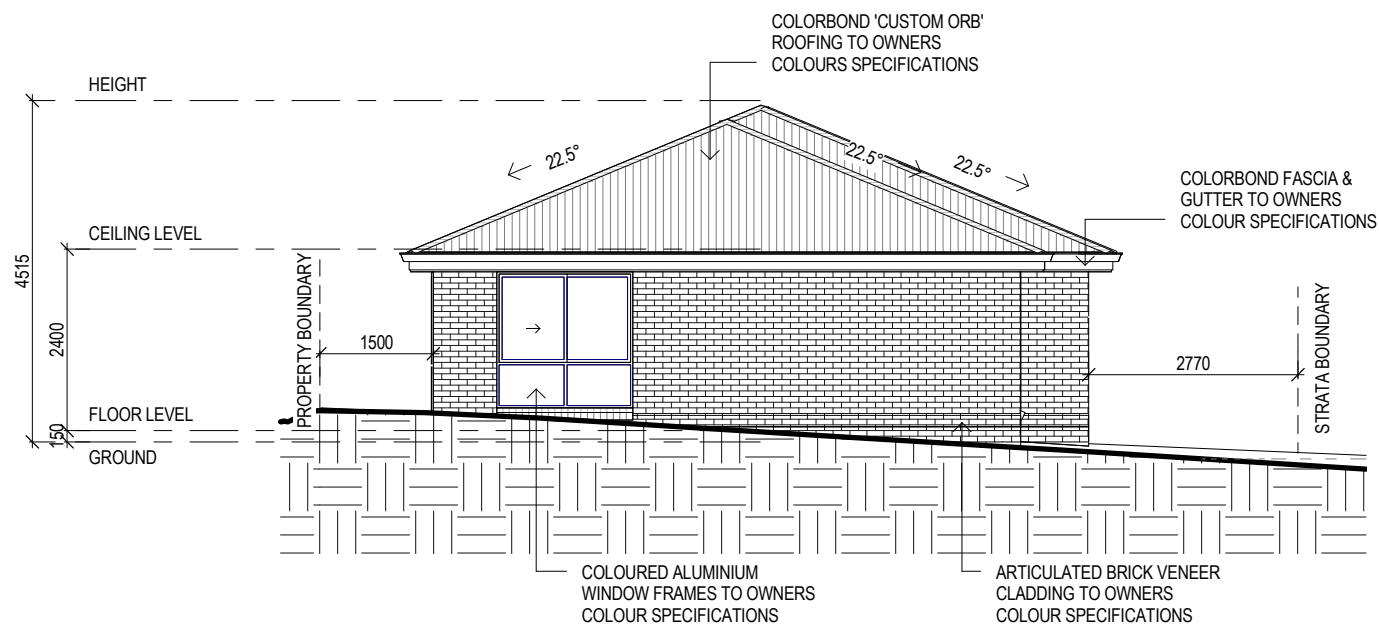 COLORBOND 'CUSTOM ORB'
ROOFING TO OWNERS
COLOURS SPECIFICATIONS
HEIGHT
22.5°
22.5°
22.5°
COLORBOND FASCIA &
GUTTER TO OWNERS
COLOUR SPECIFICATIONS
CEILING LEVEL
4515
2400
PROPERTY BOUNDARY
1500
2770
STRATA BOUNDARY
FLOOR LEVEL
150
GROUND
COLOURED ALUMINIUM
WINDOW FRAMES TO OWNERS
COLOUR SPECIFICATIONS
ARTICULATED BRICK VENEER
CLADDING TO OWNERS
COLOUR SPECIFICATIONS